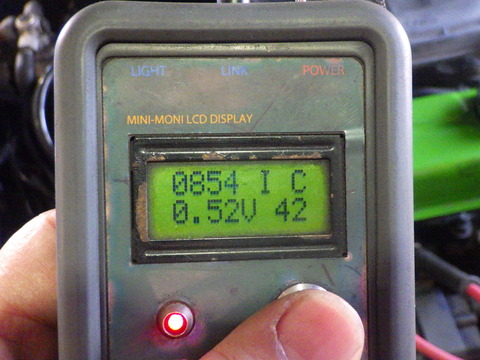 LIGHT LINK POWER
MINI-MONI LCD DISPLAY
0854 I C
0.52V 42